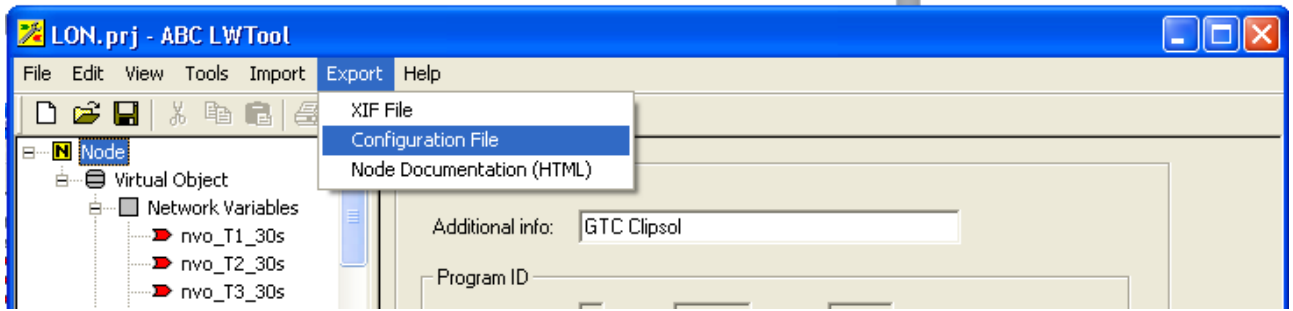 LON.prj - ABC LWTool
File Edit View Tools Import Export Help
XIF File
Configuration File
Node Documentation (HTML)
N Node
Virtual Object
Network Variables
nvo_T1_30s
nvo_T2_30s
nvo_T3_30s
Additional info: GTC Clipsol
Program ID